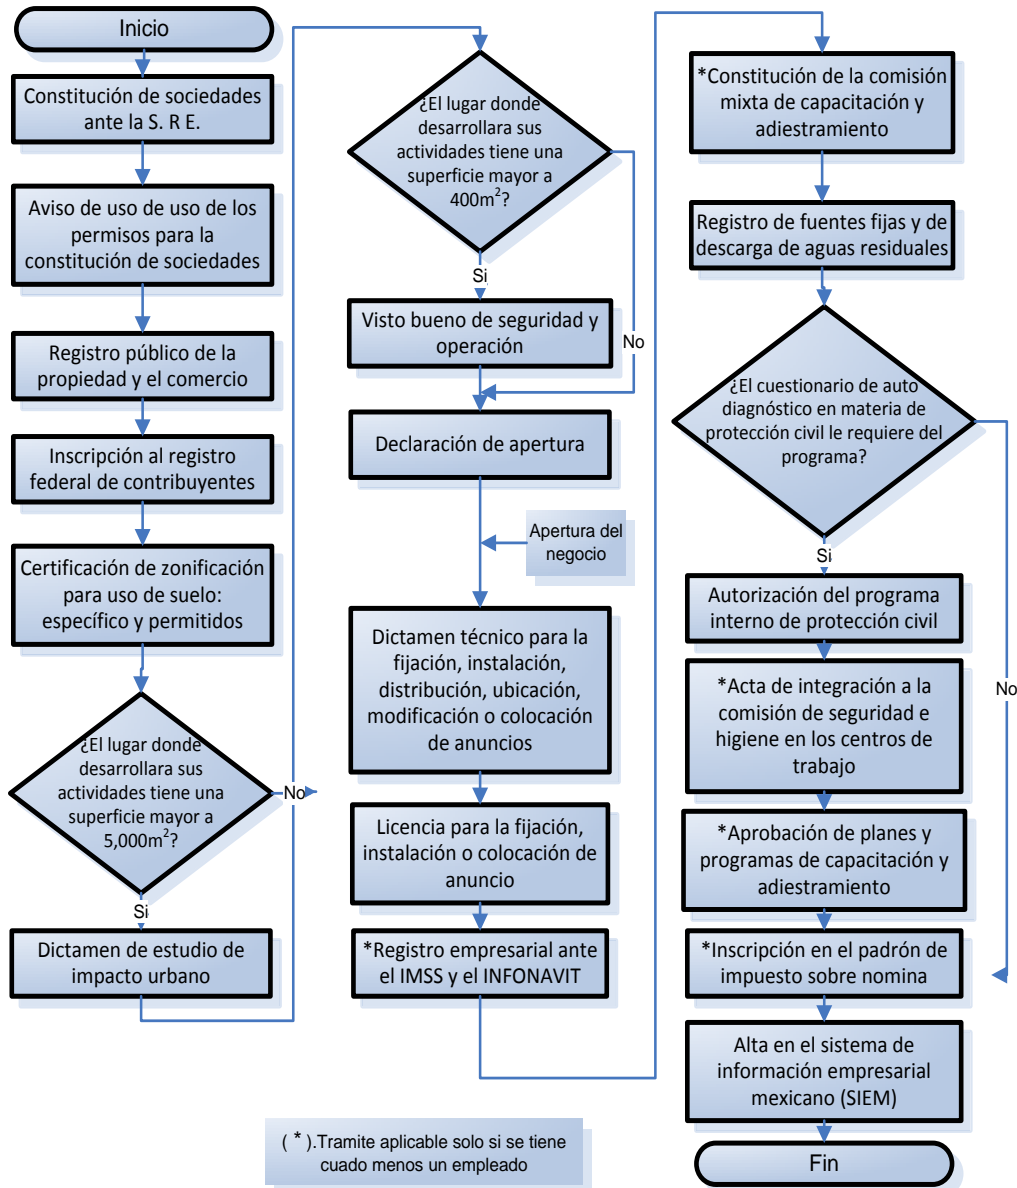 Inicio
Constitución de sociedades
ante la S. R E.
Aviso de uso de uso de los
permisos para la
constitución de sociedades
Registro público de la
propiedad y el comercio
Inscripción al registro
federal de contribuyentes
Certificación de zonificación
para uso de suelo:
específico y permitidos
¿El lugar donde
desarrollara sus
actividades tiene una
superficie mayor a
5,000m²?
No
Si
Dictamen de estudio de
impacto urbano
¿El lugar donde
desarrollara sus
actividades tiene una
superficie mayor a
400m²?
Si
No
Visto bueno de seguridad y
operación
Declaración de apertura
Apertura del
negocio
Dictamen técnico para la
fijación, instalación,
distribución, ubicación,
modificación o colocación
de anuncios
Licencia para la fijación,
instalación o colocación de
anuncio
*Registro empresarial ante
el IMSS y el INFONAVIT
*Constitución de la comisión
mixta de capacitación y
adiestramiento
Registro de fuentes fijas y de
descarga de aguas residuales
¿El cuestionario de auto
diagnóstico en materia de
protección civil le requiere del
programa?
Si
No
Autorización del programa
interno de protección civil
*Acta de integración a la
comisión de seguridad e
higiene en los centros de
trabajo
*Aprobación de planes y
programas de capacitación y
adiestramiento
*Inscripción en el padrón de
impuesto sobre nomina
Alta en el sistema de
información empresarial
mexicano (SIEM)
Fin
( * ).Tramite aplicable solo si se tiene
cuado menos un empleado